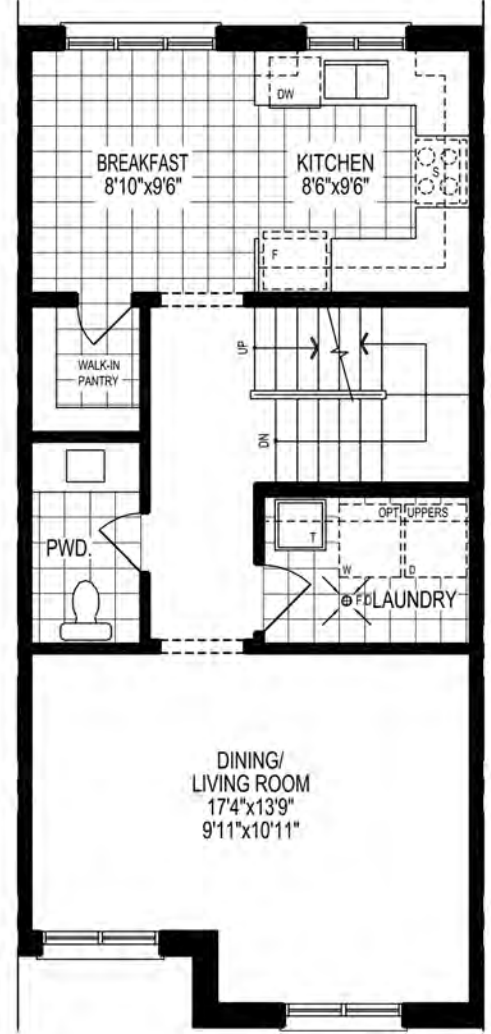 DW
BREAKFAST
8'10"x9'6"
KITCHEN
8'6"x9'6"
S
F
WALK-IN
PANTRY
UP
DN
PWD.
T
OPT UPPERS
W
D
F.D
LAUNDRY
DINING/
LIVING ROOM
17'4"x13'9"
9'11"x10'11"